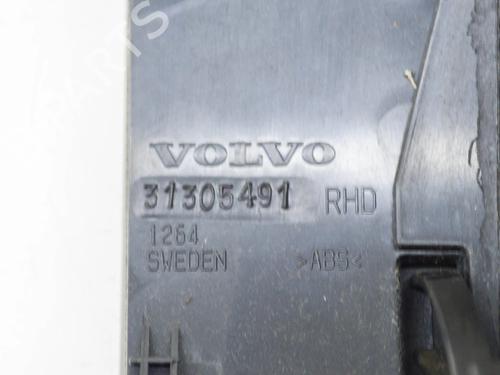 VOLVO
31305491 RHD
1264
SWEDEN >ABS<